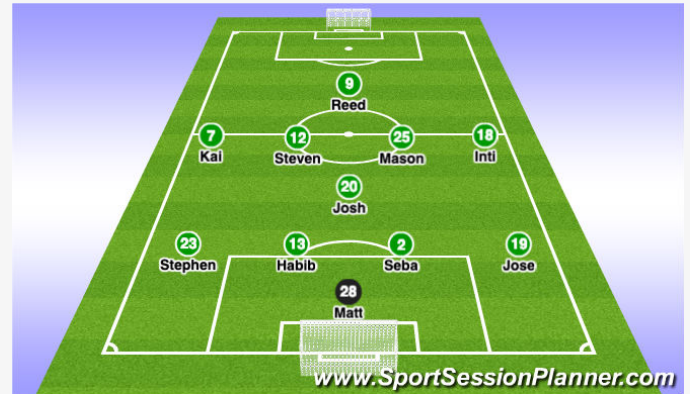 9
Reed
7 12 25 18
Kai Steven Mason Inti
20
Josh
23 13 2 19
Stephen Habib Seba Jose
28
Matt
www.SportSessionPlanner.com